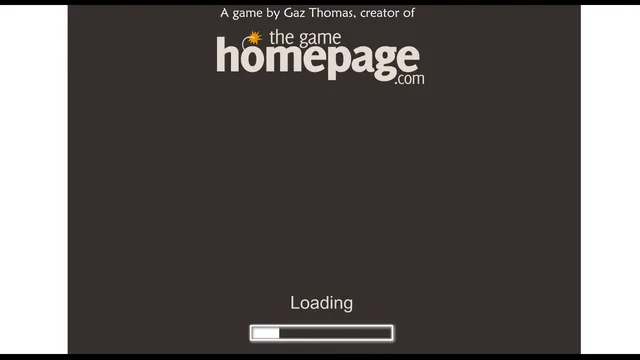 A game by Gaz Thomas, creator of
the game
homepage
.com
Loading